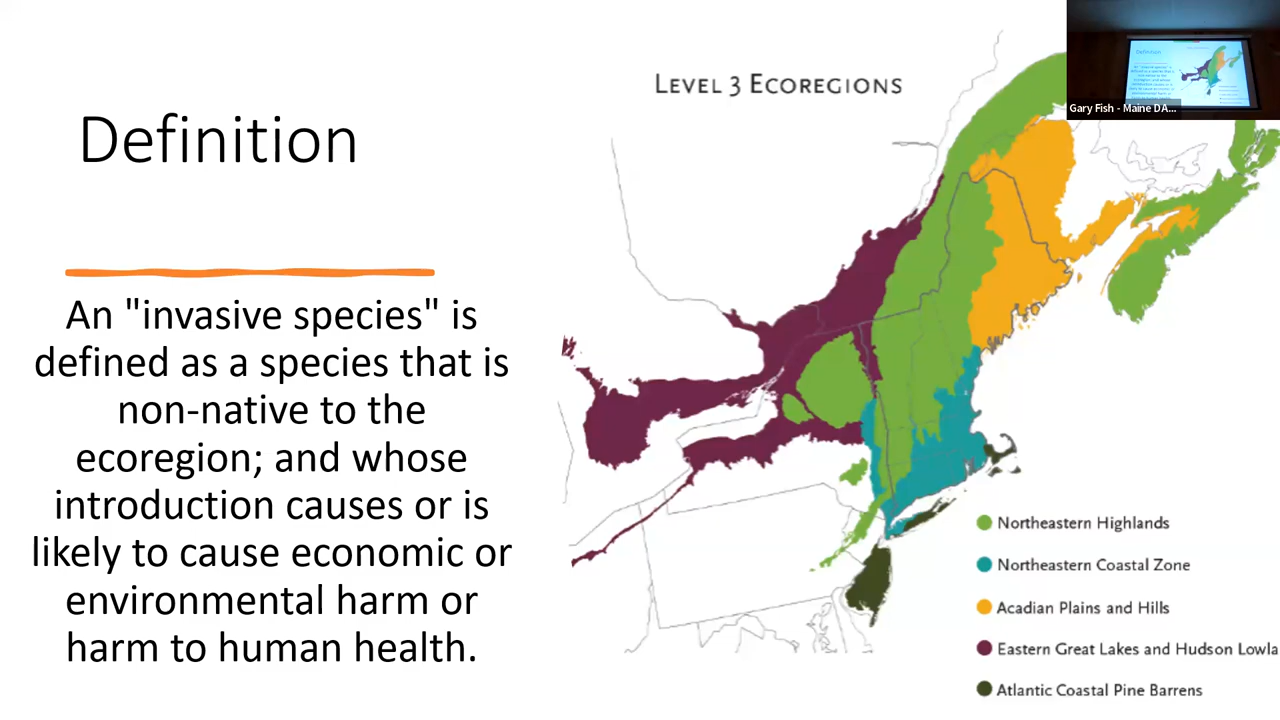 Definition
An "invasive species" is
defined as a species that is
non-native to the
ecoregion; and whose
introduction causes or is
likely to cause economic or
environmental harm or
harm to human health.
Level 3 Ecoregions
Northeastern Highlands
Northeastern Coastal Zone
Acadian Plains and Hills
Eastern Great Lakes and Hudson Lowla
Atlantic Coastal Pine Barrens
Gary Fish - Maine DA...